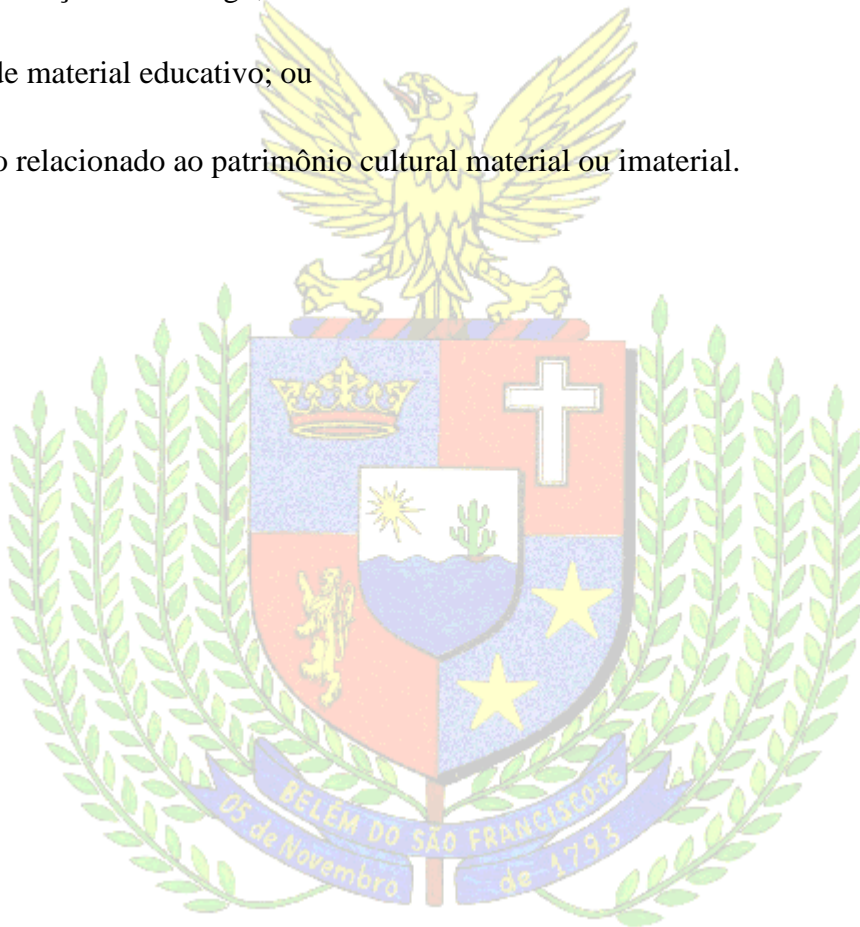 de material educativo; ou
o relacionado ao patrimônio cultural material ou imaterial.
BELÉM DO SÃO FRANCISCO-PE
05 de Novembro de 1793